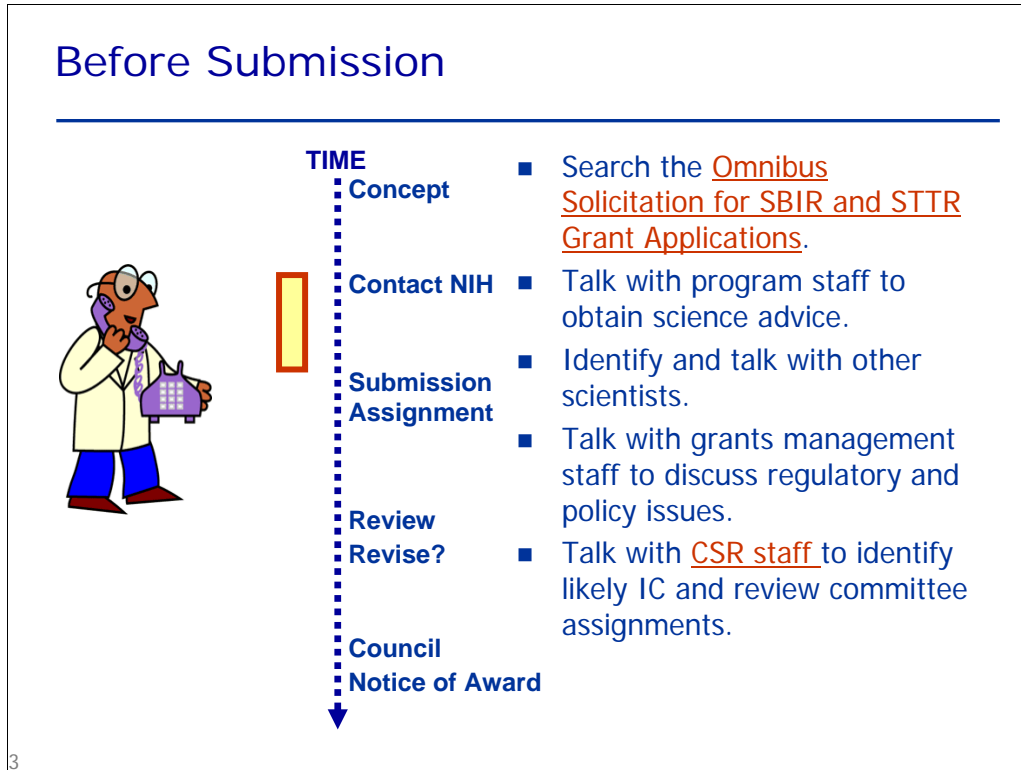 Before Submission
TIME
Concept
Contact NIH
Submission
Assignment
Review
Revise?
Council
Notice of Award
■ Search the Omnibus
Solicitation for SBIR and STTR
Grant Applications.
■ Talk with program staff to
obtain science advice.
■ Identify and talk with other
scientists.
■ Talk with grants management
staff to discuss regulatory and
policy issues.
■ Talk with CSR staff to identify
likely IC and review committee
assignments.
3